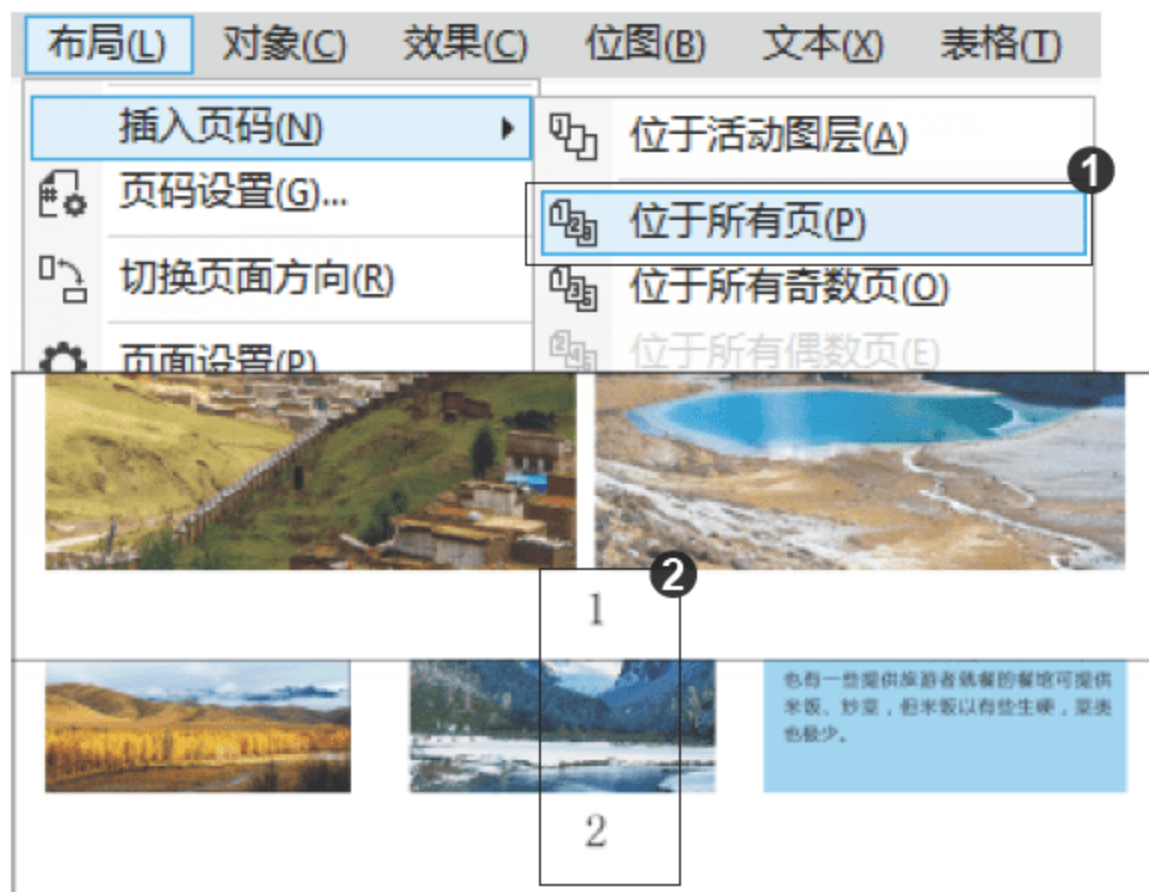 布局(L) 对象(C) 效果(C) 位图(B) 文本(X) 表格(T)
插入页码(N)
页码设置(G)...
切换页面方向(R)
页面设置(P)
位于活动图层(A)
1
位于所有页(P)
位于所有奇数页(O)
位于所有偶数页(E)
2
1
也有一些提供旅游者就餐的餐馆可提供
米饭、炒菜，但米饭以有些生硬，菜类
也极少。
2